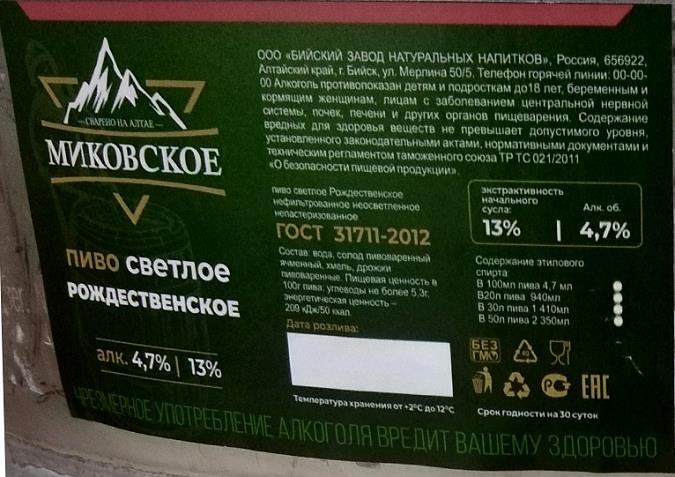 СВАРЕНО НА АЛТАЕ
МИКОВСКОЕ
ПИВО СВЕТЛОЕ
РОЖДЕСТВЕНСКОЕ
алк. 4,7% | 13%
ООО «БИЙСКИЙ ЗАВОД НАТУРАЛЬНЫХ НАПИТКОВ», Россия, 656922,
Алтайский край, г. Бийск, ул. Мерлина 50/5. Телефон горячей линии: 00-00-
00 Алкоголь противопоказан детям и подросткам до18 лет, беременным и
кормящим женщинам, лицам с заболеванием центральной нервной
системы, почек, печени и других органов пищеварения. Содержание
вредных для здоровья веществ не превышает допустимого уровня,
установленного законодательными актами, нормативными документами и
техническим регламентом таможенного союза ТР ТС 021/2011
«О безопасности пищевой продукции».
пиво светлое Рождественское
нефильтрованное неосветленное
непастеризованное
ГОСТ 31711-2012
Состав: вода, солод пивоваренный
ячменный, хмель, дрожжи
пивоваренные. Пищевая ценность в
100г пива: углеводы не более 5,3г,
энергетическая ценность –
209 кДж/50 ккал.
Дата розлива:
Температура хранения от +2°С до 12°С
экстрактивность
начального
сусла:
Алк. об.
13% | 4,7%
Содержание этилового
спирта:
В 100мл пива 4,7 мл
В20л пива 940мл
В 30л пива 1 410мл
В 50л пива 2 350мл
БЕЗ
ГМО
РС
ЕАС
Срок годности на 30 суток
ЧРЕЗМЕРНОЕ УПОТРЕБЛЕНИЕ АЛКОГОЛЯ ВРЕДИТ ВАШЕМУ ЗДОРОВЬЮ